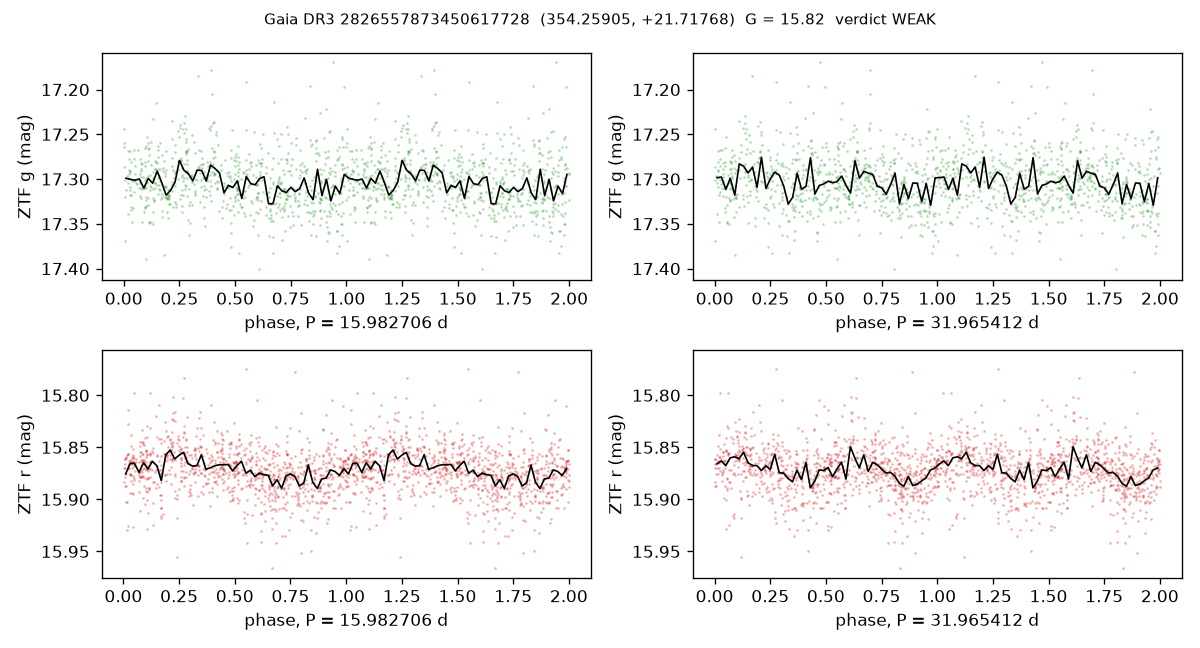 Gaia DR3 2826557873450617728 (354.25905, +21.71768) G = 15.82 verdict WEAK
ZTF g (mag)
17.20
17.25
17.30
17.35
17.40
0.00 0.25 0.50 0.75 1.00 1.25 1.50 1.75 2.00
phase, P = 15.982706 d
ZTF g (mag)
17.20
17.25
17.30
17.35
17.40
0.00 0.25 0.50 0.75 1.00 1.25 1.50 1.75 2.00
phase, P = 31.965412 d
ZTF r (mag)
15.80
15.85
15.90
15.95
0.00 0.25 0.50 0.75 1.00 1.25 1.50 1.75 2.00
phase, P = 15.982706 d
ZTF r (mag)
15.80
15.85
15.90
15.95
0.00 0.25 0.50 0.75 1.00 1.25 1.50 1.75 2.00
phase, P = 31.965412 d